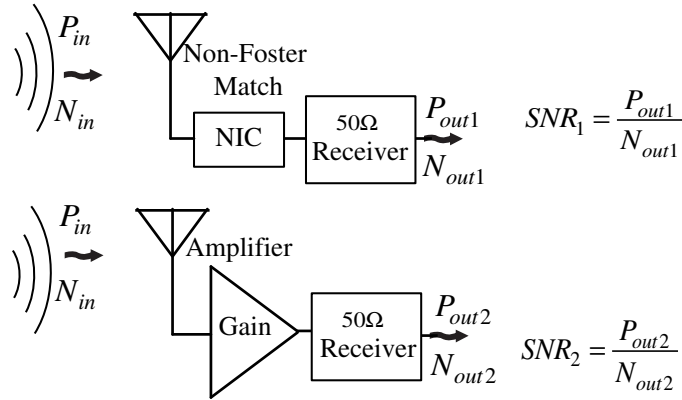 P_in
N_in
Non-Foster
Match
NIC
50Ω
Receiver
P_out1
N_out1
SNR_1 = P_out1 / N_out1
P_in
N_in
Amplifier
Gain
50Ω
Receiver
P_out2
N_out2
SNR_2 = P_out2 / N_out2